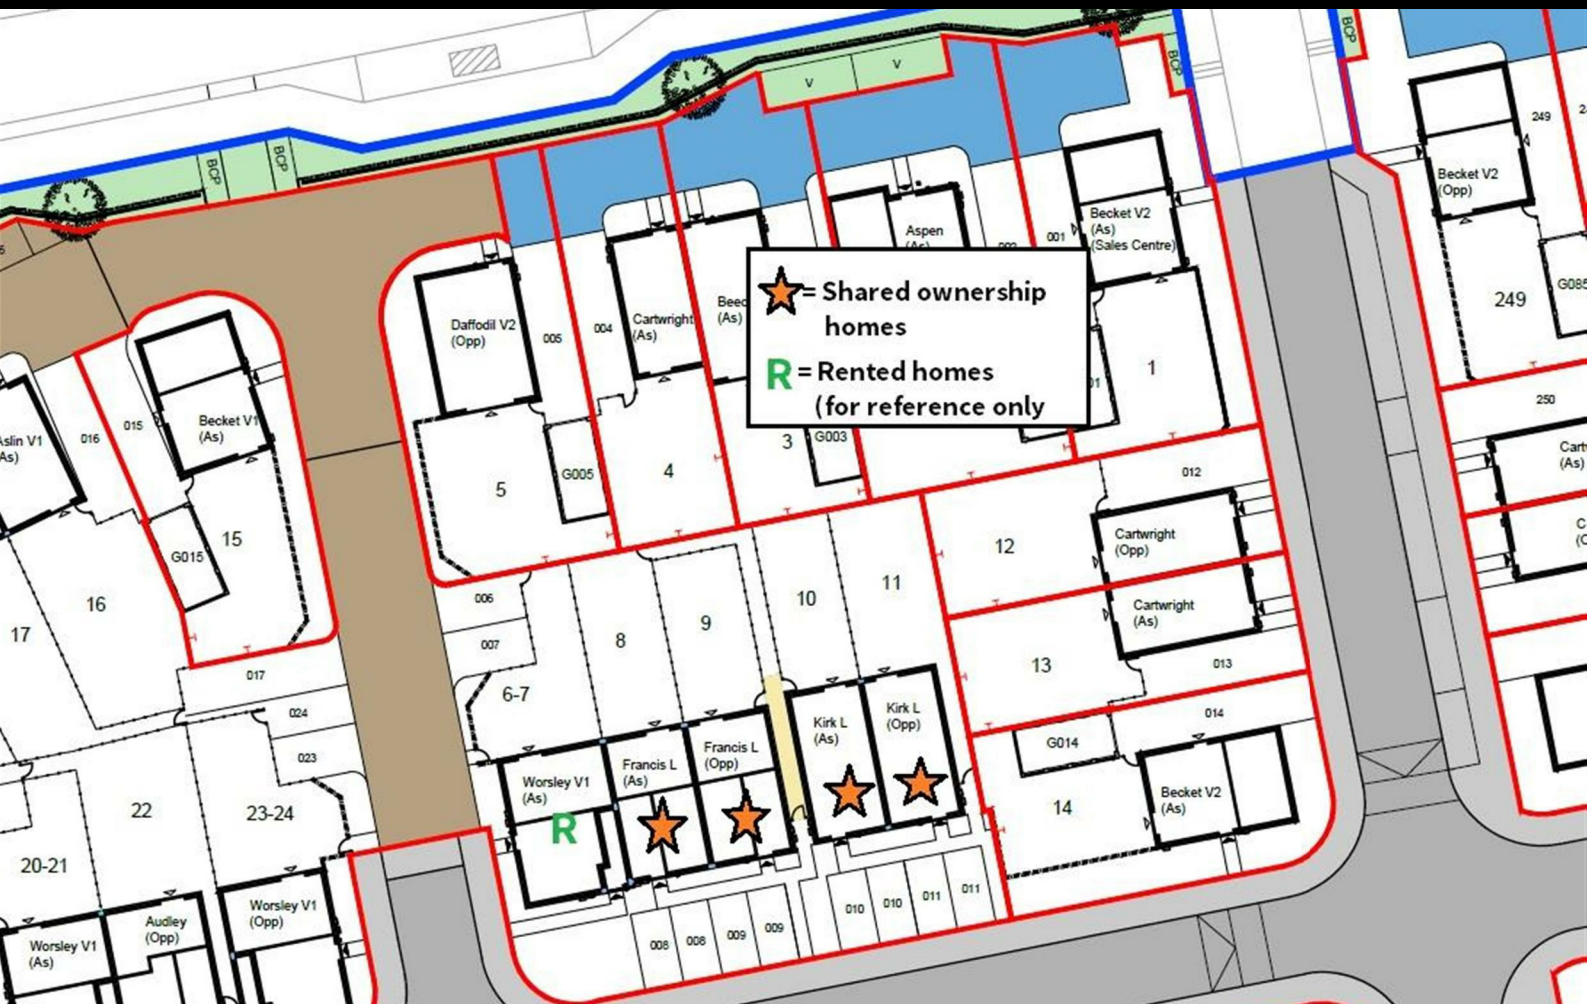 BCP
BCP
V
V
BCP
BCP
Becket V2
(As)
(Sales Centre)
001
Becket V2
(Opp)
249
249
G085
250
Aspen
(As)
= Shared ownership
homes
R = Rented homes
(for reference only
Daffodil V2
(Opp)
005
004
Cartwright
(As)
(As)
1
3
G003
4
5
G005
016
015
Becket V1
(As)
Aslin V1
As)
G015
15
16
17
017
024
023
22
23-24
20-21
Worsley V1
(As)
Audley
(Opp)
Worsley V1
(Opp)
006
007
6-7
8
9
10
11
Worsley V1
(As)
R
Francis L
(As)
Francis L
(Opp)
Kirk L
(As)
Kirk L
(Opp)
008
008
009
009
010
010
011
011
012
12
Cartwright
(Opp)
Cartwright
(As)
13
013
014
G014
14
Becket V2
(As)
(As)